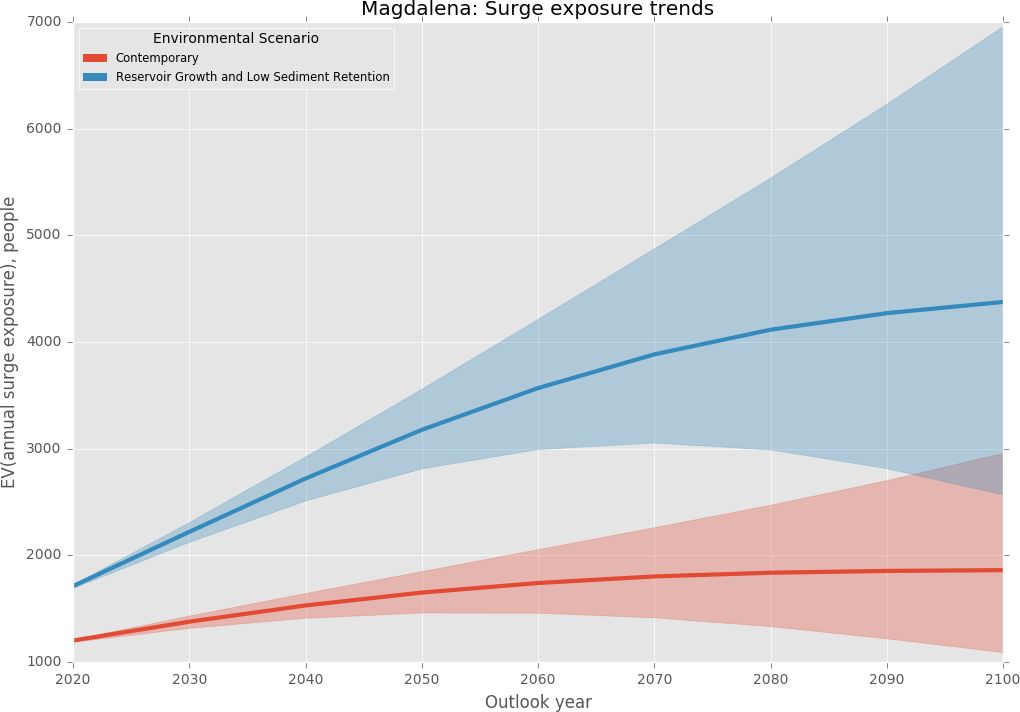 Magdalena: Surge exposure trends
7000
6000
5000
4000
3000
2000
1000
EV(annual surge exposure), people
Environmental Scenario
Contemporary
Reservoir Growth and Low Sediment Retention
2020 2030 2040 2050 2060 2070 2080 2090 2100
Outlook year